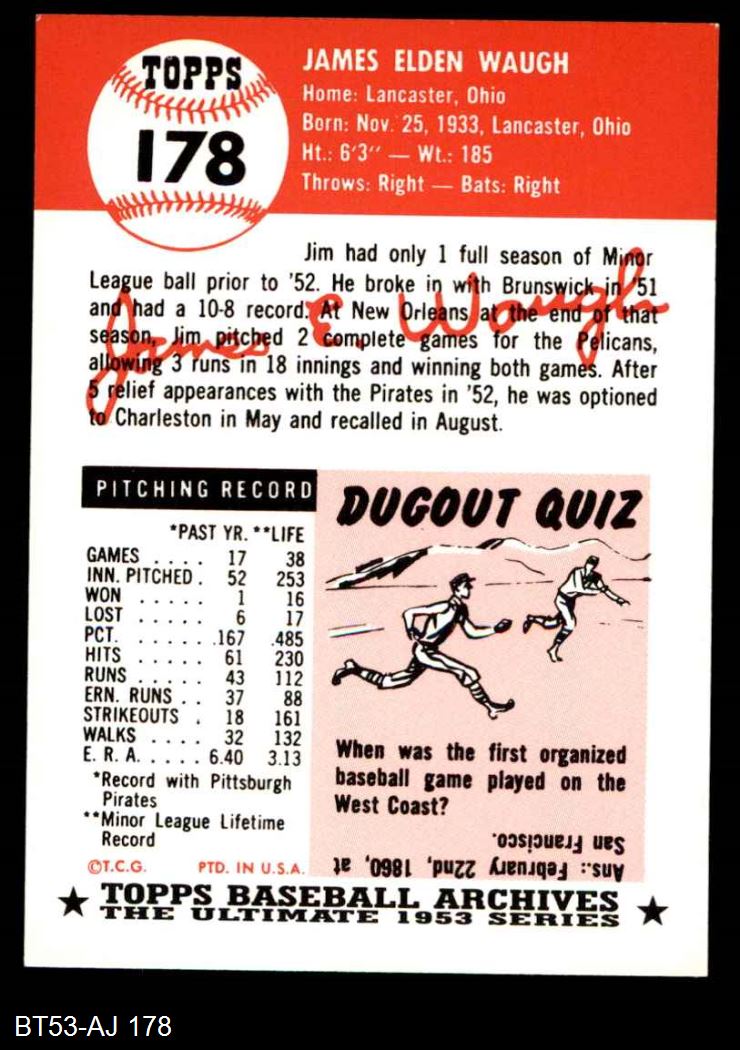 TOPPS
178
JAMES ELDEN WAUGH
Home: Lancaster, Ohio
Born: Nov. 25, 1933, Lancaster, Ohio
Ht.: 6'3" — Wt.: 185
Throws: Right — Bats: Right
Jim had only 1 full season of Minor
League ball prior to '52. He broke in with Brunswick in '51
and had a 10-8 record. At New Orleans at the end of that
season, Jim pitched 2 complete games for the Pelicans,
allowing 3 runs in 18 innings and winning both games. After
5 relief appearances with the Pirates in '52, he was optioned
to Charleston in May and recalled in August.
James E. Waugh
PITCHING RECORD
*PAST YR. **LIFE
GAMES . . . . 17 38
INN. PITCHED . 52 253
WON . . . . . 1 16
LOST . . . . . 6 17
PCT. . . . . . .167 .485
HITS . . . . . 61 230
RUNS . . . . . 43 112
ERN. RUNS . . 37 88
STRIKEOUTS . 18 161
WALKS . . . . 32 132
E. R. A. . . . . 6.40 3.13
*Record with Pittsburgh
Pirates
**Minor League Lifetime
Record
©T.C.G. PTD. IN U.S.A.
DUGOUT QUIZ
When was the first organized
baseball game played on the
West Coast?
Ans.: February 22nd, 1860, at
San Francisco.
★ TOPPS BASEBALL ARCHIVES ★
THE ULTIMATE 1953 SERIES
BT53-AJ 178